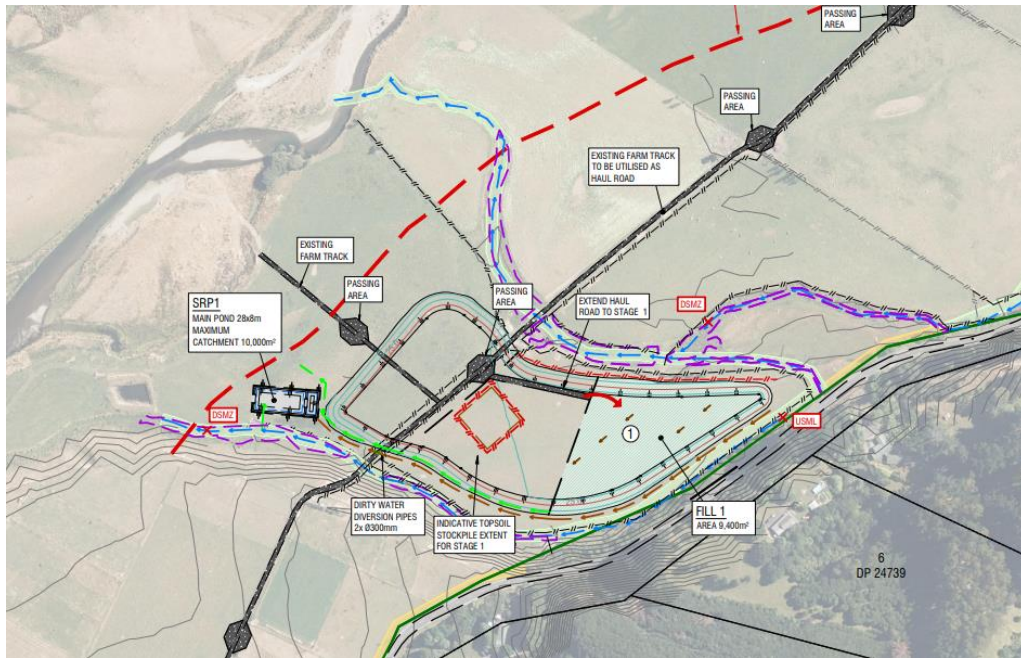 PASSING
AREA
PASSING
AREA
EXISTING FARM TRACK
TO BE UTILISED AS
HAUL ROAD
EXISTING
FARM TRACK
PASSING
AREA
PASSING
AREA
EXTEND HAUL
ROAD TO STAGE 1
DSMZ
SRP1
MAIN POND 28x8m
MAXIMUM
CATCHMENT 10,000m²
DSMZ
1
USML
DIRTY WATER
DIVERSION PIPES
2x Ø300mm
INDICATIVE TOPSOIL
STOCKPILE EXTENT
FOR STAGE 1
FILL 1
AREA 9,400m²
6
DP 24739